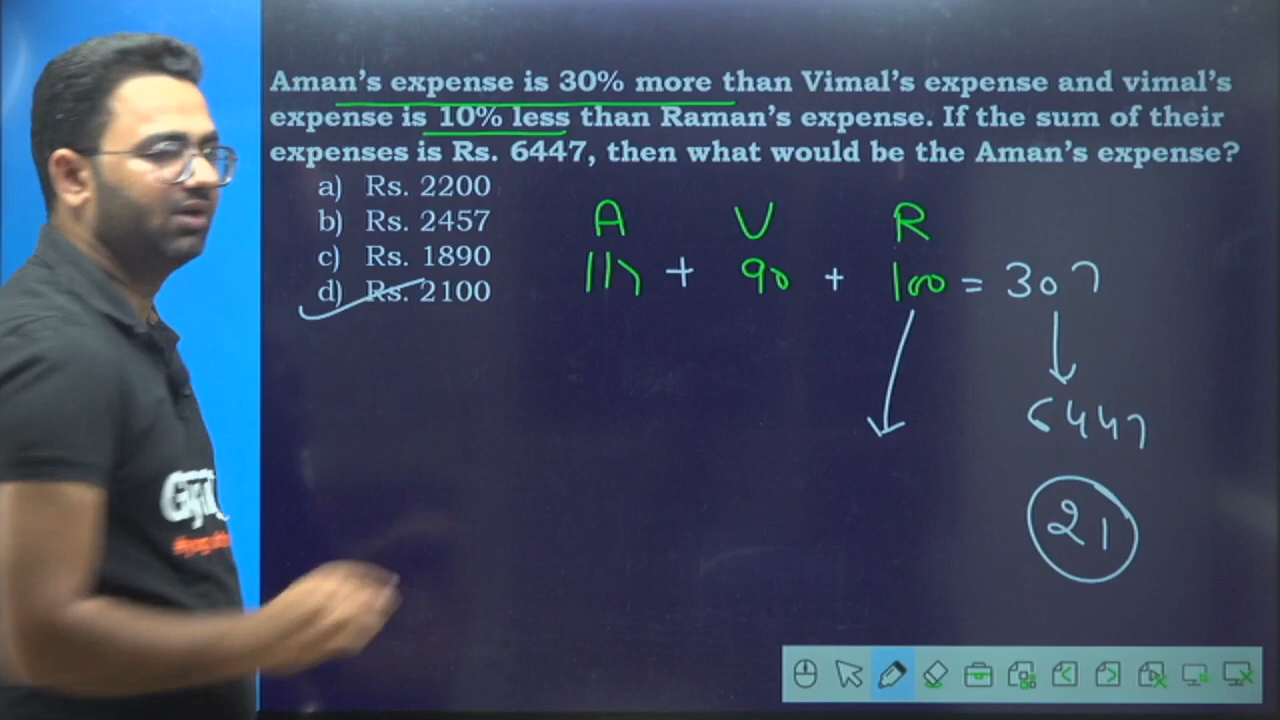 Aman's expense is 30% more than Vimal's expense and vimal's
expense is 10% less than Raman's expense. If the sum of their
expenses is Rs. 6447, then what would be the Aman's expense?
a) Rs. 2200
b) Rs. 2457
c) Rs. 1890
d) Rs. 2100
A V R
117 + 90 + 100 = 307
6447
21